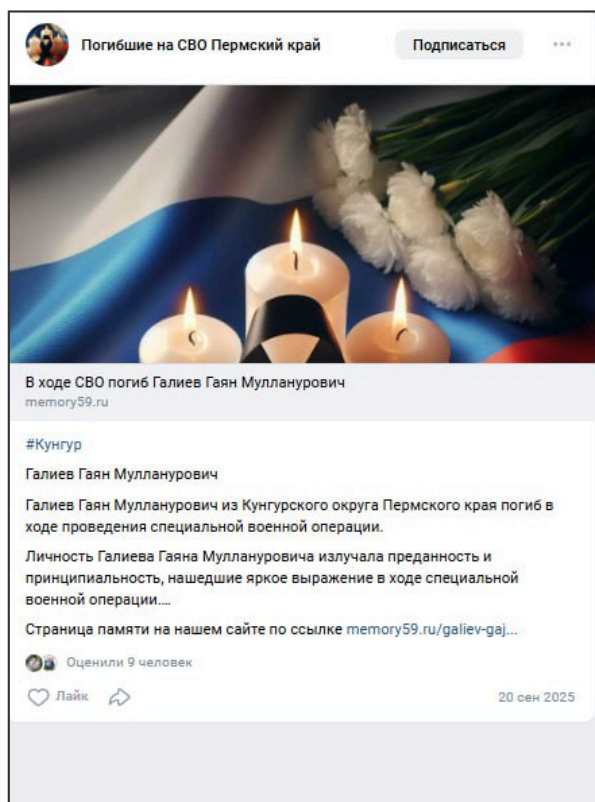 Погибшие на СВО Пермский край
Подписаться
В ходе СВО погиб Галиев Гаян Мулланурович
memory59.ru
#Кунгур
Галиев Гаян Мулланурович
Галиев Гаян Мулланурович из Кунгурского округа Пермского края погиб в
ходе проведения специальной военной операции.
Личность Галиева Гаяна Муллануровича излучала преданность и
принципиальность, нашедшие яркое выражение в ходе специальной
военной операции....
Страница памяти на нашем сайте по ссылке memory59.ru/galiev-gaj...
Оценили 9 человек
Лайк
20 сен 2025